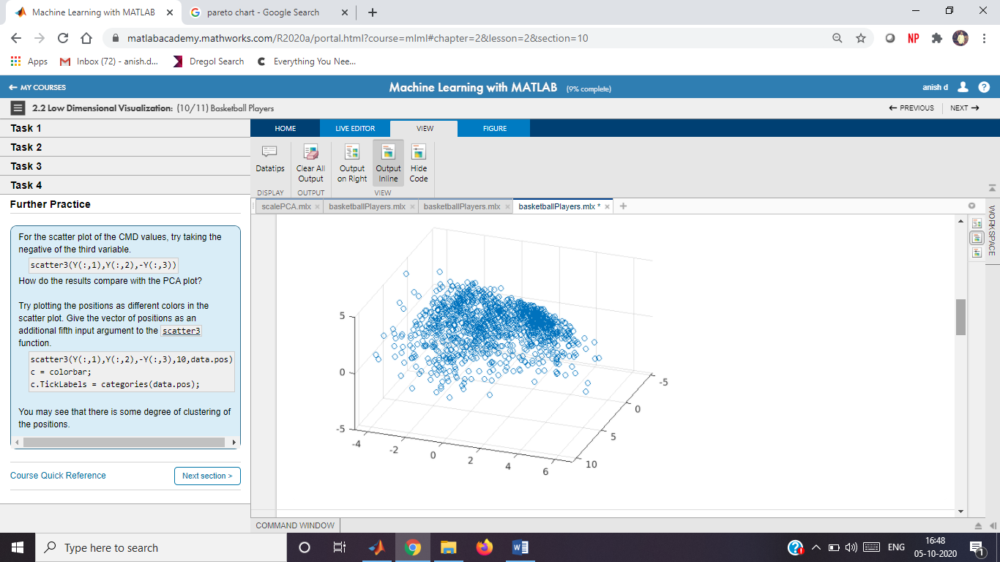 Machine Learning with MATLAB
pareto chart - Google Search
matlabacademy.mathworks.com/R2020a/portal.html?course=mlml#chapter=2&lesson=2&section=10
NP
Apps
Inbox (72) - anish.d...
Dregol Search
Everything You Nee...
MY COURSES
Machine Learning with MATLAB (9% complete)
anish d
2.2 Low Dimensional Visualization: (10/11) Basketball Players
PREVIOUS
NEXT
Task 1
Task 2
Task 3
Task 4
Further Practice
For the scatter plot of the CMD values, try taking the
negative of the third variable.
scatter3(Y(:,1),Y(:,2),-Y(:,3))
How do the results compare with the PCA plot?
Try plotting the positions as different colors in the
scatter plot. Give the vector of positions as an
additional fifth input argument to the scatter3
function.
scatter3(Y(:,1),Y(:,2),-Y(:,3),10,data.pos)
c = colorbar;
c.TickLabels = categories(data.pos);
You may see that there is some degree of clustering of
the positions.
Course Quick Reference
Next section >
HOME
LIVE EDITOR
VIEW
FIGURE
Datatips
Clear All
Output
Output
on Right
Output
Inline
Hide
Code
DISPLAY
OUTPUT
VIEW
scalePCA.mlx
basketballPlayers.mlx
basketballPlayers.mlx
basketballPlayers.mlx *
WORKSPACE
5
0
-5
-4
-2
0
2
4
6
-5
0
5
10
COMMAND WINDOW
Type here to search
ENG
16:48
05-10-2020
1